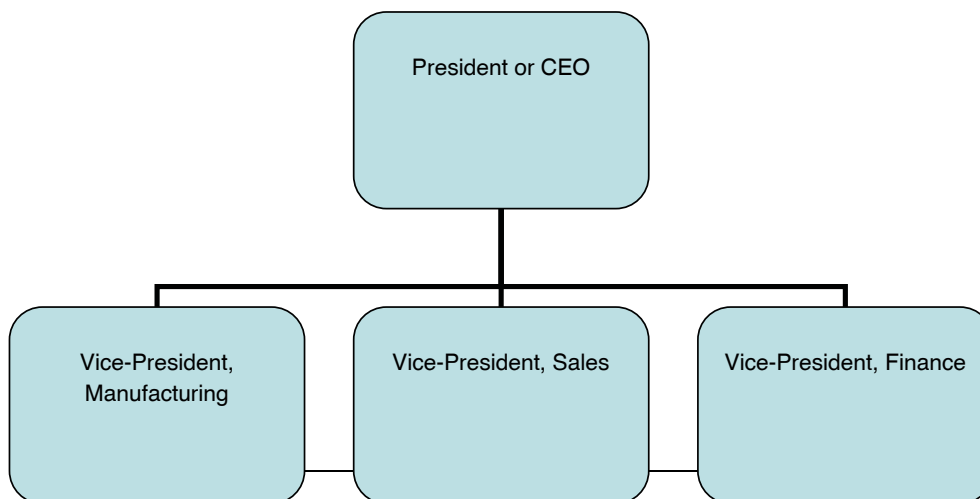 President or CEO
Vice-President,
Manufacturing
Vice-President, Sales
Vice-President, Finance